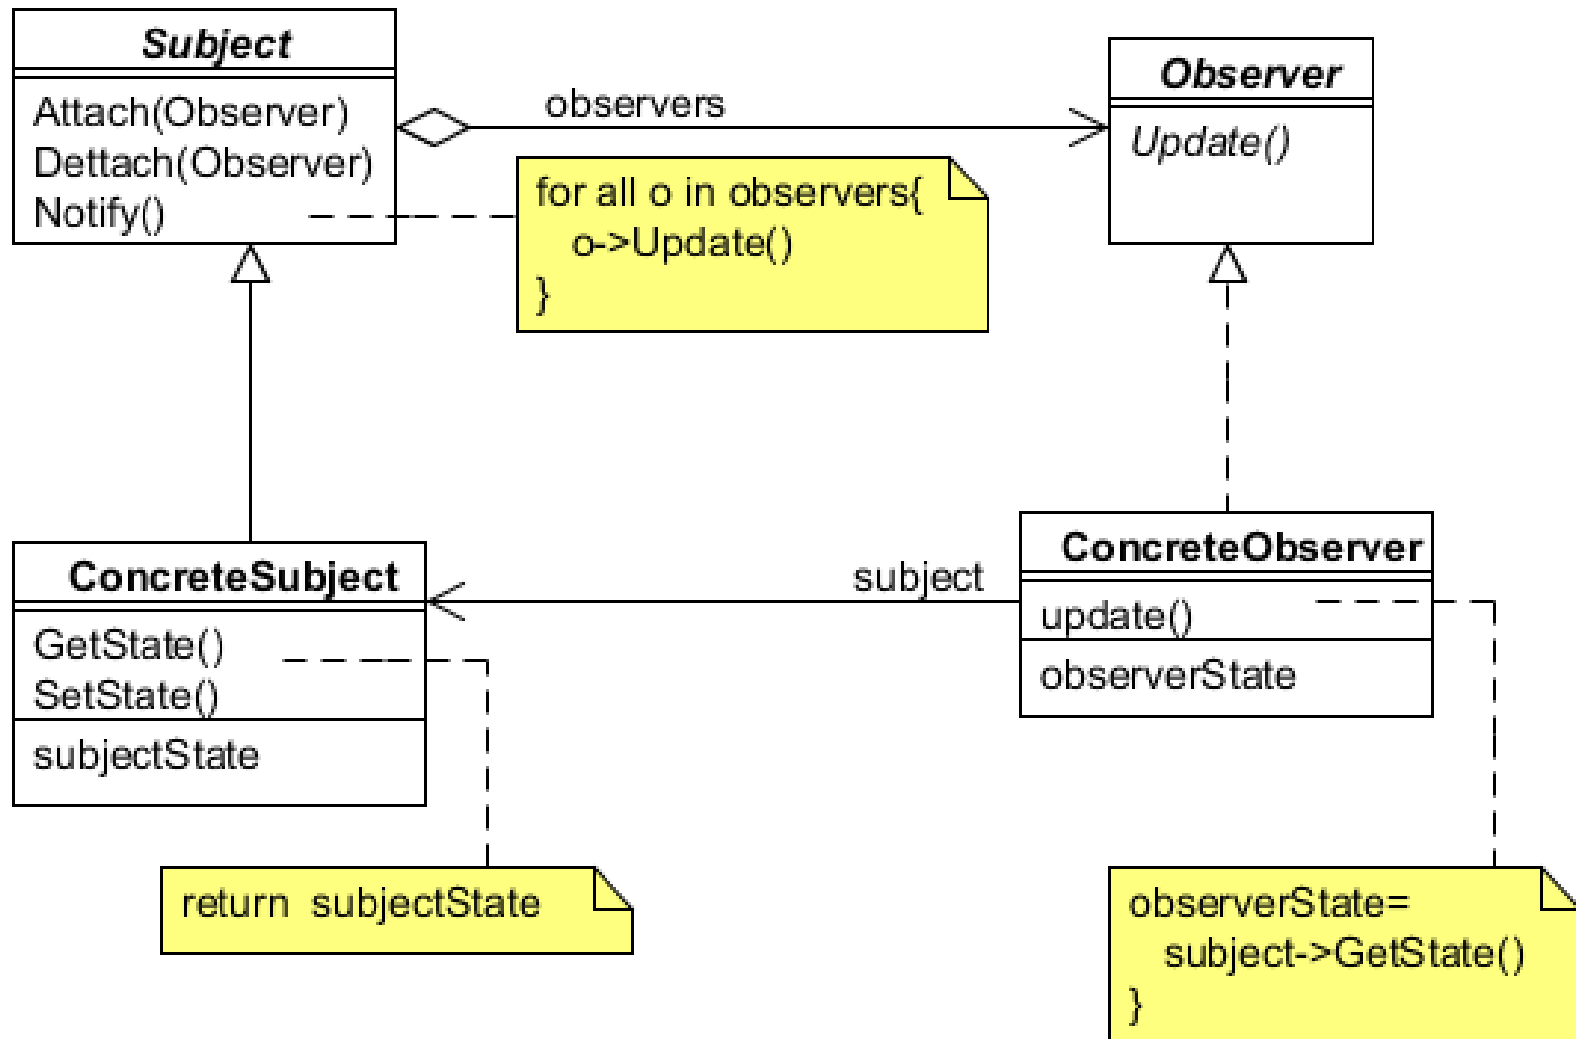 Subject
Attach(Observer)
Dettach(Observer)
Notify()
observers
for all o in observers{
o->Update()
}
Observer
Update()
ConcreteSubject
GetState()
SetState()
subjectState
return subjectState
subject
ConcreteObserver
update()
observerState
observerState=
subject->GetState()
}